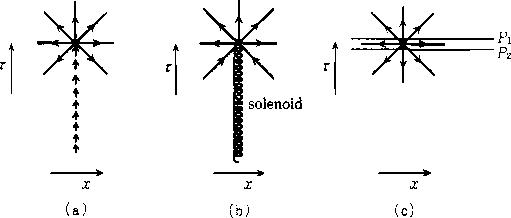 P₁
P₂
τ
τ
τ
solenoid
x
x
x
(a)
(b)
(c)